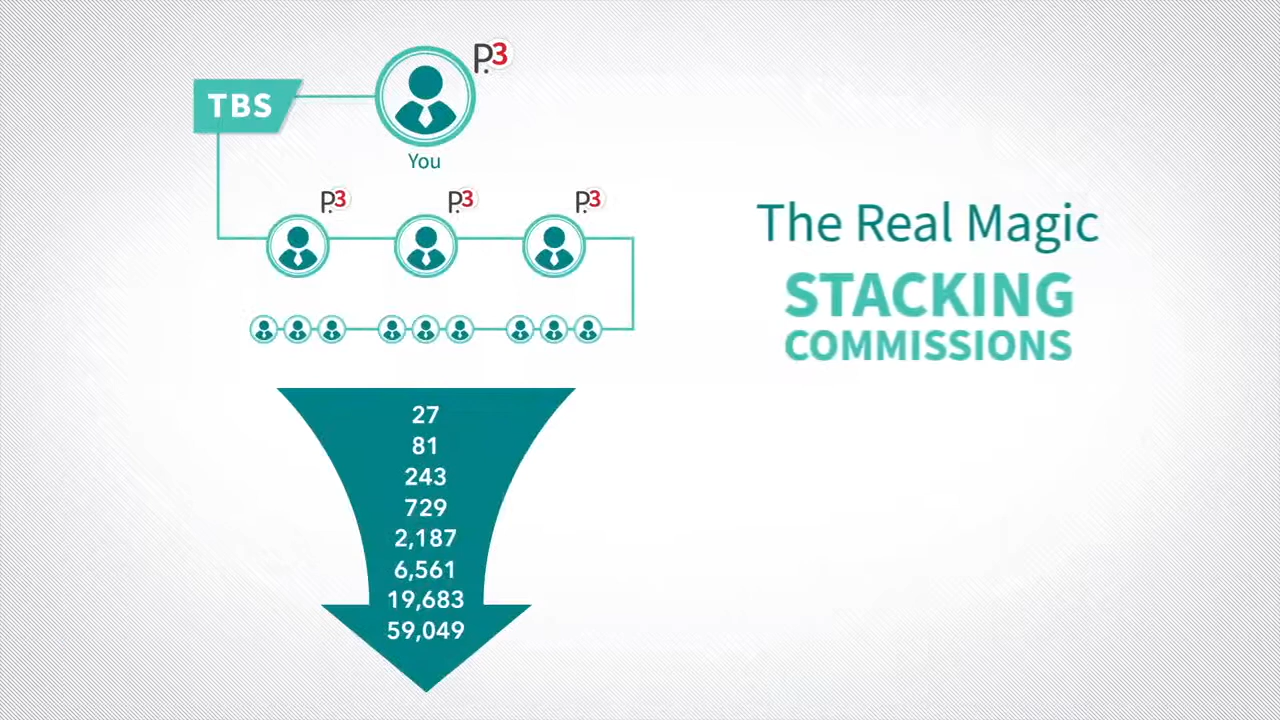 P.3
TBS
You
P.3 P.3 P.3
The Real Magic
STACKING
COMMISSIONS
27
81
243
729
2,187
6,561
19,683
59,049